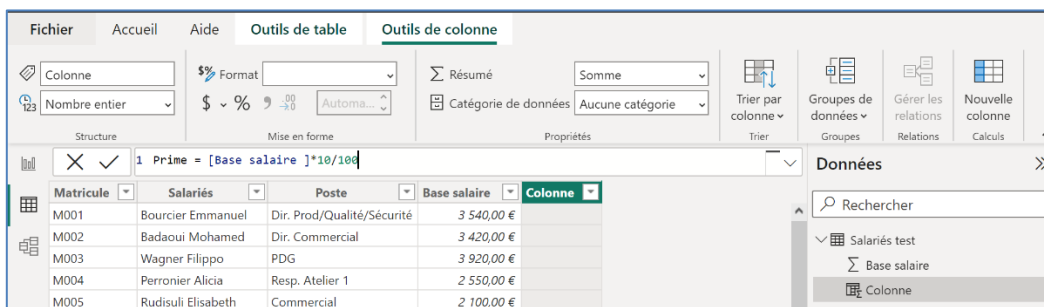 Fichier Accueil Aide Outils de table Outils de colonne
Colonne $% Format Σ Résumé Somme
123 Nombre entier $ % 9 .00 →0 Automa... Catégorie de données Aucune catégorie Trier par colonne Groupes de données Gérer les relations Nouvelle colonne
Structure Mise en forme Propriétés Trier Groupes Relations Calculs
1 Prime = [Base salaire ]*10/100 Données
Matricule Salariés Poste Base salaire Colonne
Rechercher
M001 Bourcier Emmanuel Dir. Prod/Qualité/Sécurité 3 540,00 €
M002 Badaoui Mohamed Dir. Commercial 3 420,00 € Salariés test
M003 Wagner Filippo PDG 3 920,00 € Σ Base salaire
M004 Perronier Alicia Resp. Atelier 1 2 550,00 € Colonne
M005 Rudisuli Elisabeth Commercial 2 100,00 €